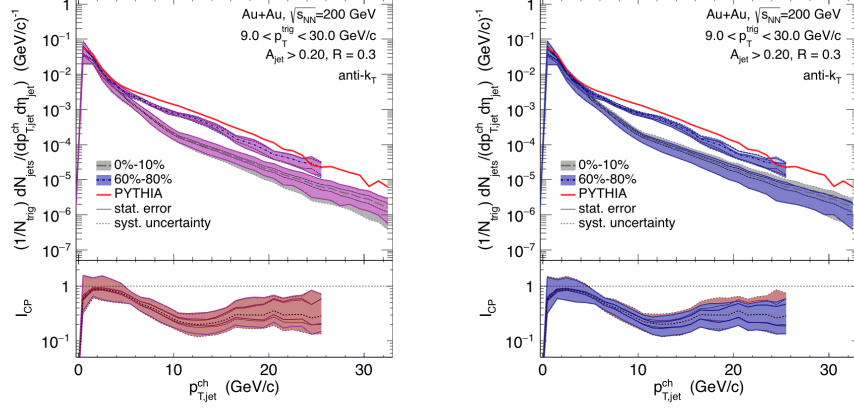 Au+Au, √sNN=200 GeV
9.0 < pTtrig < 30.0 GeV/c
Ajet > 0.20, R = 0.3
anti-kT
(1/Ntrig) dNjets/(dpT,jetch dηjet) (GeV/c)-1
1
10-1
10-2
10-3
10-4
10-5
10-6
10-7
0%-10%
60%-80%
PYTHIA
stat. error
syst. uncertainty
ICP
1
10-1
0 10 20 30
pT,jetch (GeV/c)
Au+Au, √sNN=200 GeV
9.0 < pTtrig < 30.0 GeV/c
Ajet > 0.20, R = 0.3
anti-kT
(1/Ntrig) dNjets/(dpT,jetch dηjet) (GeV/c)-1
1
10-1
10-2
10-3
10-4
10-5
10-6
10-7
0%-10%
60%-80%
PYTHIA
stat. error
syst. uncertainty
ICP
1
10-1
0 10 20 30
pT,jetch (GeV/c)